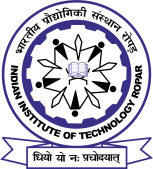 भारतीय प्रौद्योगिकी संस्थान रोपड़
INDIAN INSTITUTE OF TECHNOLOGY ROPAR
धियो यो नः प्रचोदयात्